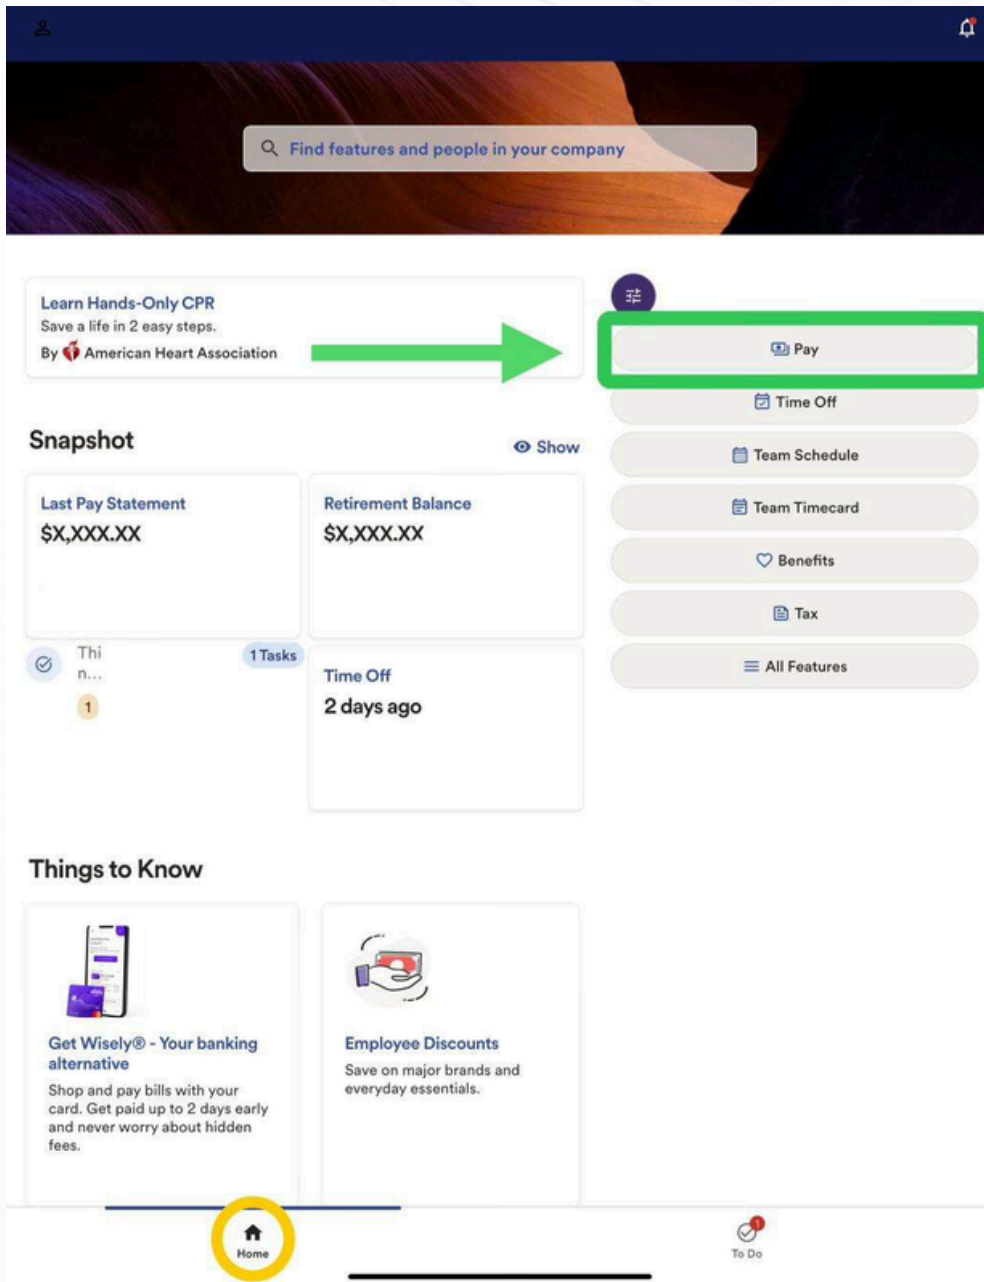 Find features and people in your company
Learn Hands-Only CPR
Save a life in 2 easy steps.
By American Heart Association
Pay
Time Off
Team Schedule
Team Timecard
Benefits
Tax
All Features
Snapshot
Show
Last Pay Statement
$X,XXX.XX
Retirement Balance
$X,XXX.XX
Thi
n...
1 Tasks
1
Time Off
2 days ago
Things to Know
Get Wisely® - Your banking
alternative
Shop and pay bills with your
card. Get paid up to 2 days early
and never worry about hidden
fees.
Employee Discounts
Save on major brands and
everyday essentials.
Home
1
To Do